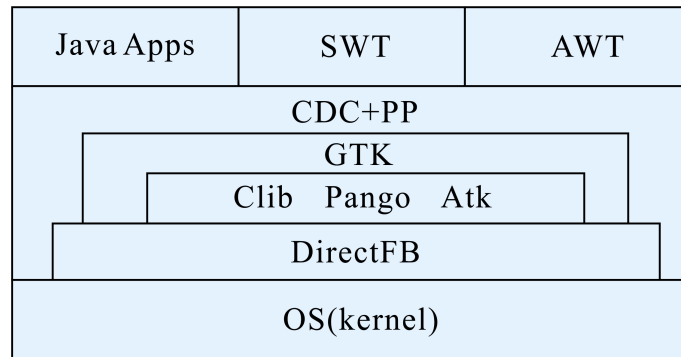 Java Apps SWT AWT
CDC+PP
GTK
Clib Pango Atk
DirectFB
OS(kernel)